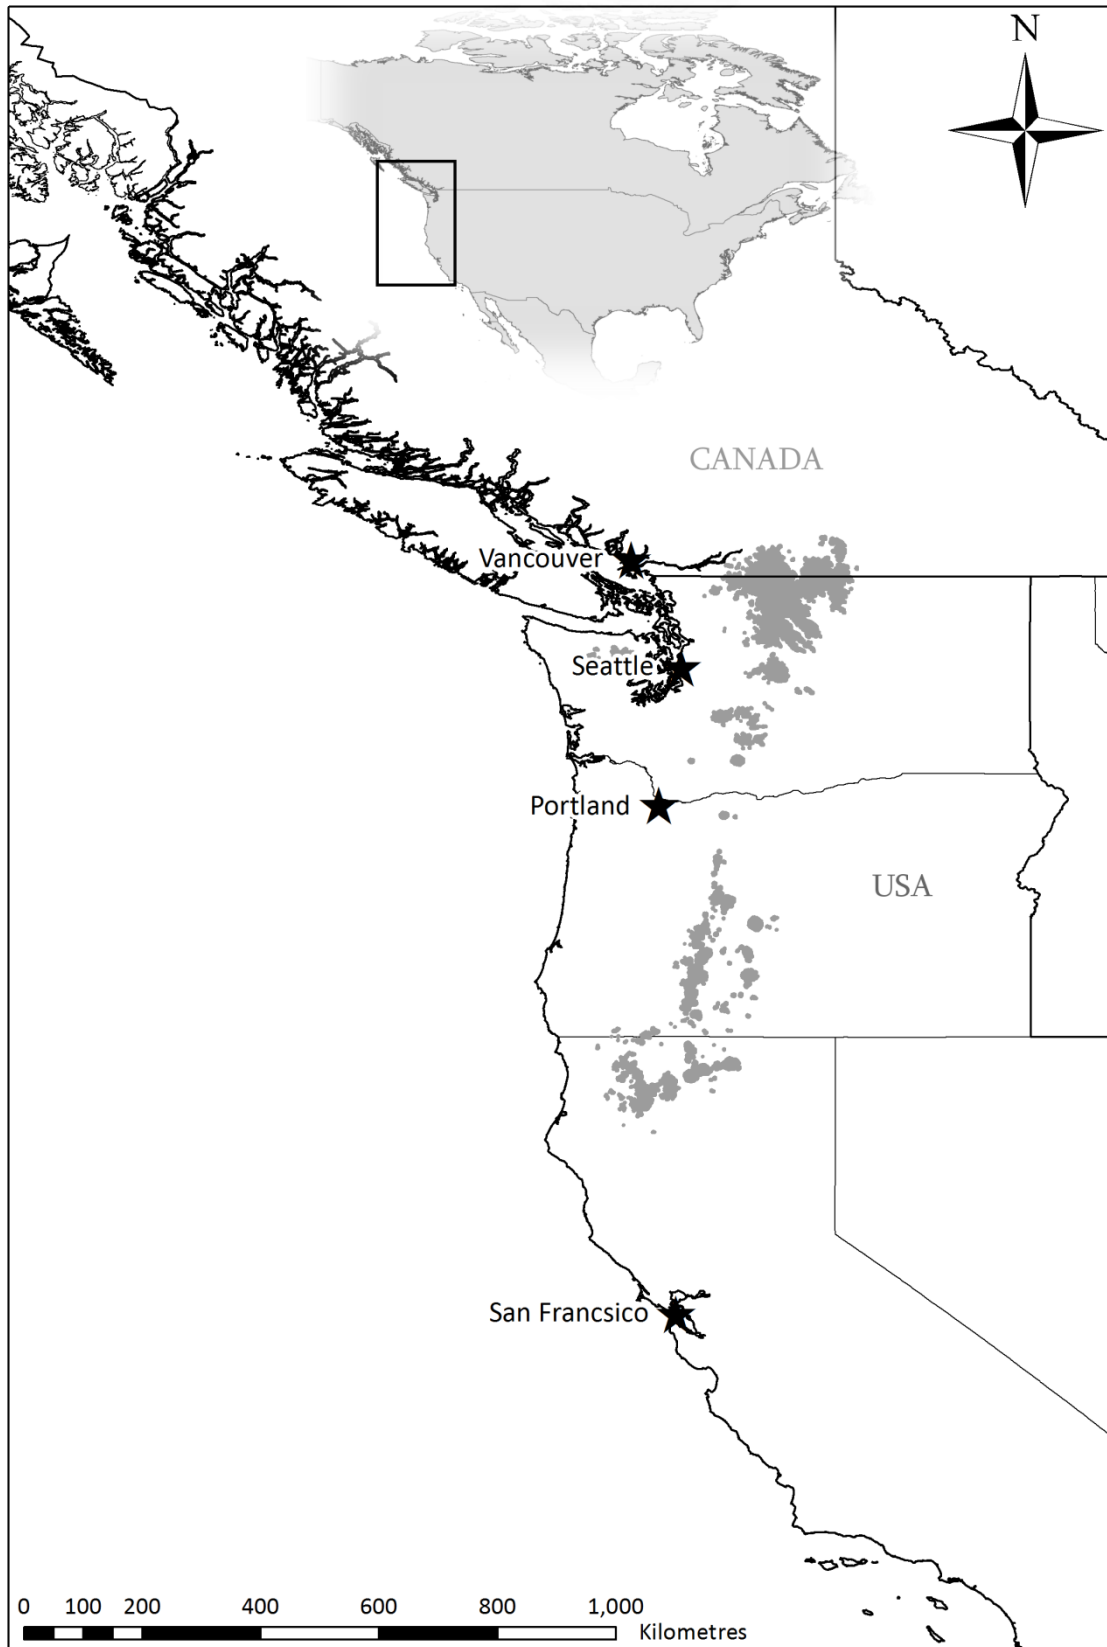 N
CANADA
Vancouver
Seattle
Portland
USA
San Francsico
0 100 200 400 600 800 1,000
Kilometres